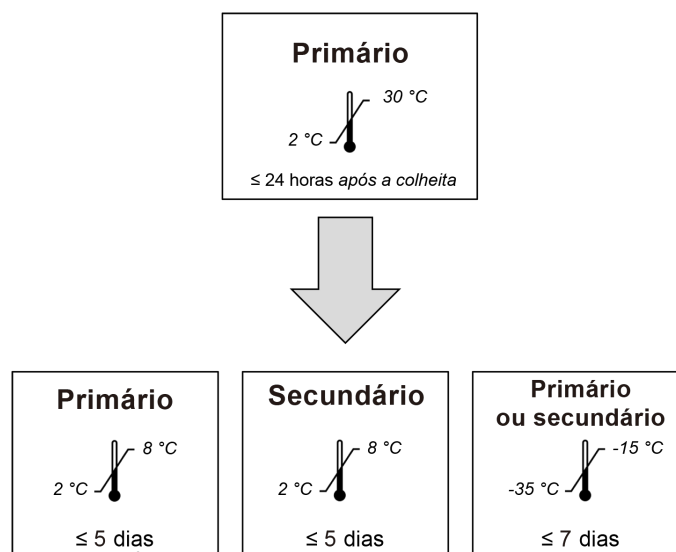 Primário
30 °C
2 °C
≤ 24 horas após a colheita
Primário
8 °C
2 °C
≤ 5 dias
Secundário
8 °C
2 °C
≤ 5 dias
Primário
ou secundário
-15 °C
-35 °C
≤ 7 dias